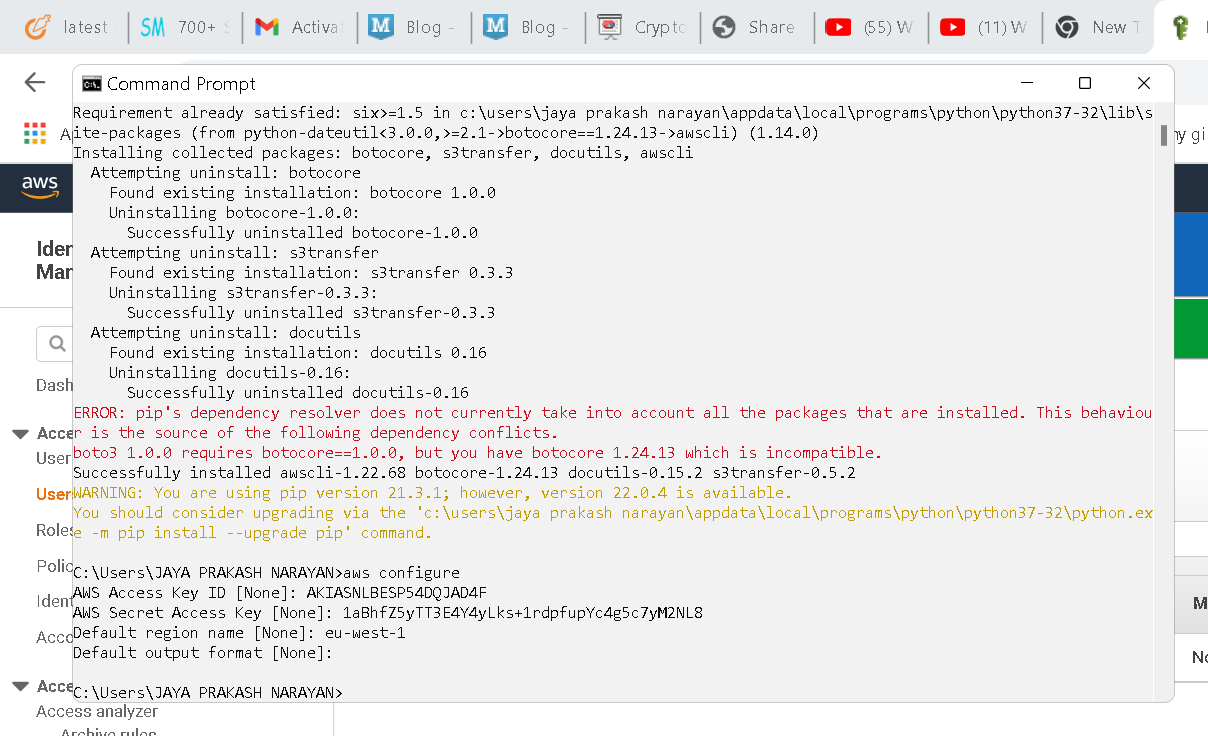 latest
700+
Activa
Blog -
Blog -
Crypto
Share
(55) W
(11) W
New T
Command Prompt
Requirement already satisfied: six>=1.5 in c:\users\jaya prakash narayan\appdata\local\programs\python\python37-32\lib\s
ite-packages (from python-dateutil<3.0.0,>=2.1->botocore==1.24.13->awscli) (1.14.0)
Installing collected packages: botocore, s3transfer, docutils, awscli
Attempting uninstall: botocore
Found existing installation: botocore 1.0.0
Uninstalling botocore-1.0.0:
Successfully uninstalled botocore-1.0.0
Attempting uninstall: s3transfer
Found existing installation: s3transfer 0.3.3
Uninstalling s3transfer-0.3.3:
Successfully uninstalled s3transfer-0.3.3
Attempting uninstall: docutils
Found existing installation: docutils 0.16
Uninstalling docutils-0.16:
Successfully uninstalled docutils-0.16
ERROR: pip's dependency resolver does not currently take into account all the packages that are installed. This behaviou
r is the source of the following dependency conflicts.
boto3 1.0.0 requires botocore==1.0.0, but you have botocore 1.24.13 which is incompatible.
Successfully installed awscli-1.22.68 botocore-1.24.13 docutils-0.15.2 s3transfer-0.5.2
WARNING: You are using pip version 21.3.1; however, version 22.0.4 is available.
You should consider upgrading via the 'c:\users\jaya prakash narayan\appdata\local\programs\python\python37-32\python.ex
e -m pip install --upgrade pip' command.
C:\Users\JAYA PRAKASH NARAYAN>aws configure
AWS Access Key ID [None]: AKIASNLBESP54DQJAD4F
AWS Secret Access Key [None]: 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
Default region name [None]: eu-west-1
Default output format [None]:
C:\Users\JAYA PRAKASH NARAYAN>
aws
Iden
Man
Dash
Acce
User
User
Roles
Polic
Ident
Acco
Acce
Access analyzer
Archive rules